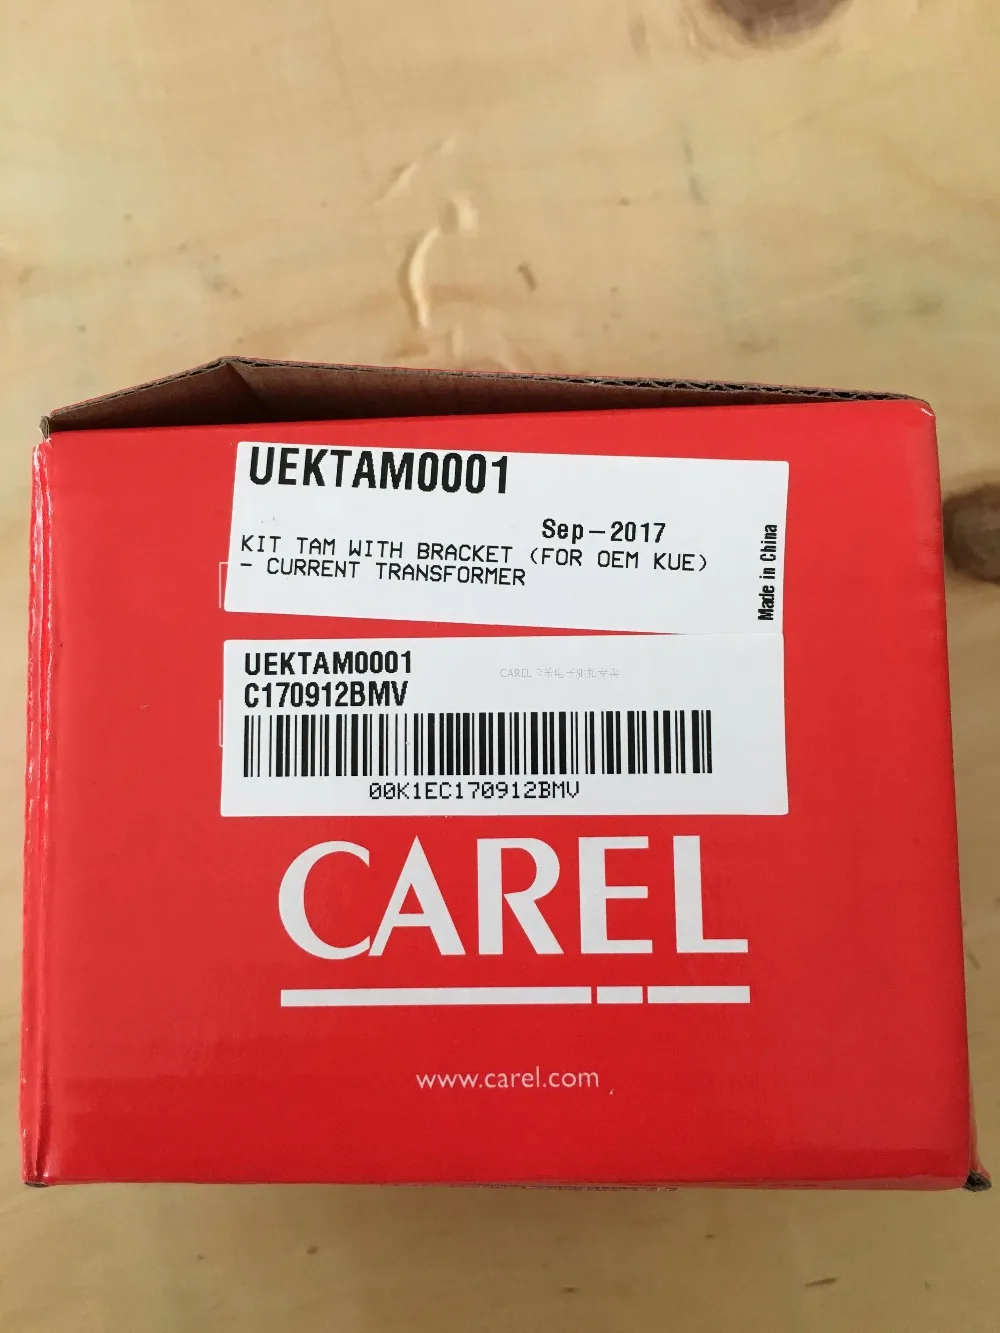 UEKTAM0001
Sep-2017
KIT TAM WITH BRACKET (FOR OEM KUE)
- CURRENT TRANSFORMER
Made in China
UEKTAM0001
CAREL
C170912BMV
00K1EC170912BMV
CAREL
www.carel.com